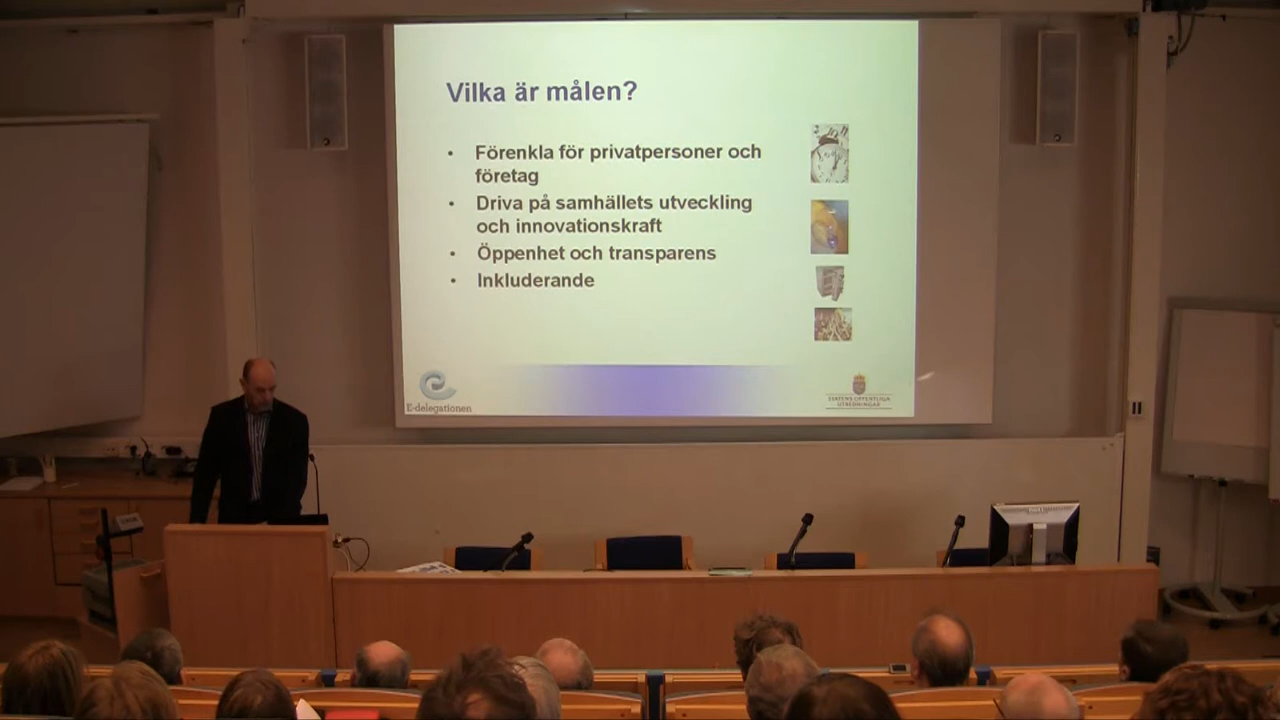 Vilka är målen?
• Förenkla för privatpersoner och
företag
• Driva på samhällets utveckling
och innovationskraft
• Öppenhet och transparens
• Inkluderande
E-delegationen
STATENS OFFENTLIGA
UTREDNINGAR